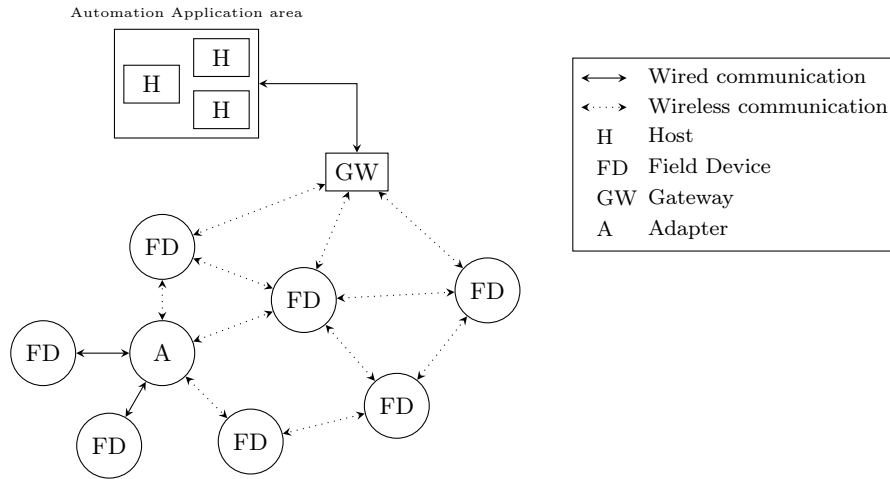 Automation Application area
H
H
H
GW
FD
FD
FD
FD
A
FD
FD
FD
Wired communication
Wireless communication
H Host
FD Field Device
GW Gateway
A Adapter